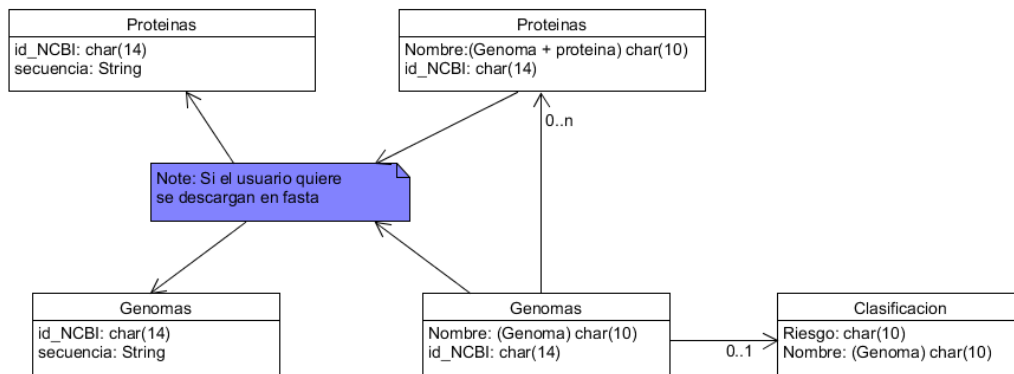 Proteinas
id_NCBI: char(14)
secuencia: String
Proteinas
Nombre:(Genoma + proteina) char(10)
id_NCBI: char(14)
0..n
Note: Si el usuario quiere
se descargan en fasta
Genomas
id_NCBI: char(14)
secuencia: String
Genomas
Nombre: (Genoma) char(10)
id_NCBI: char(14)
0..1
Clasificacion
Riesgo: char(10)
Nombre: (Genoma) char(10)